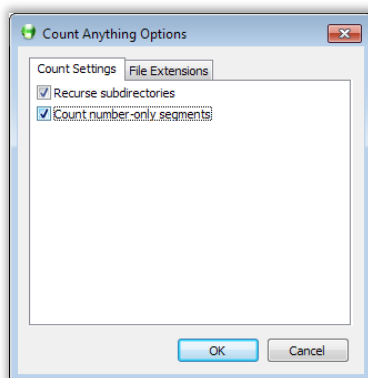 Count Anything Options
Count Settings File Extensions
Recurse subdirectories
Count number-only segments
OK Cancel